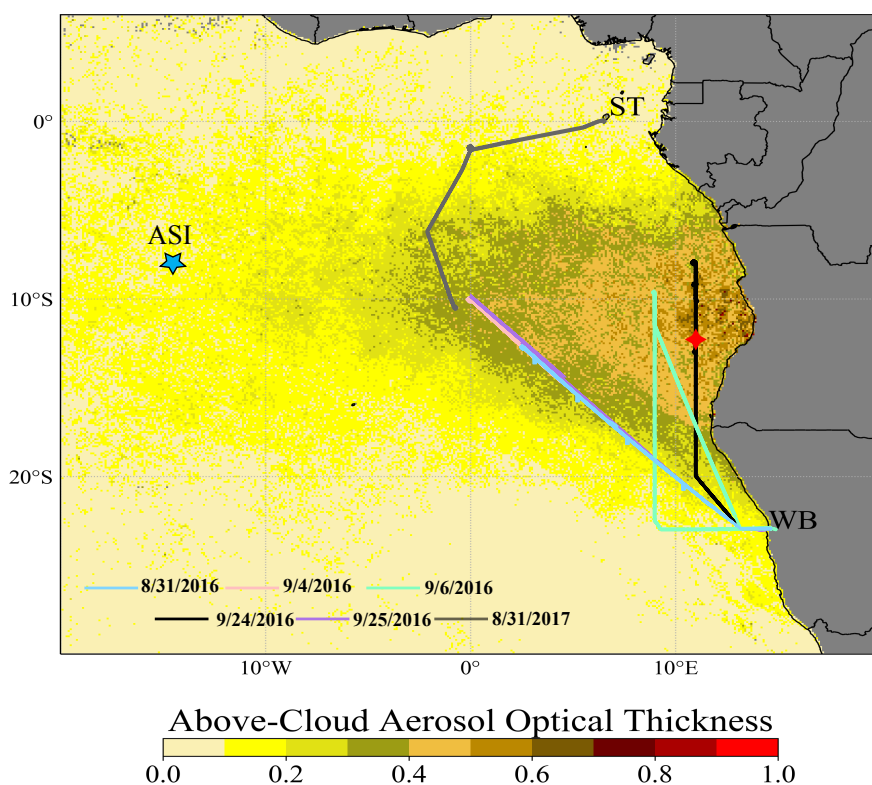 ST
0°
ASI
10°S
20°S
WB
8/31/2016 9/4/2016 9/6/2016
9/24/2016 9/25/2016 8/31/2017
10°W 0° 10°E
Above-Cloud Aerosol Optical Thickness
0.0 0.2 0.4 0.6 0.8 1.0